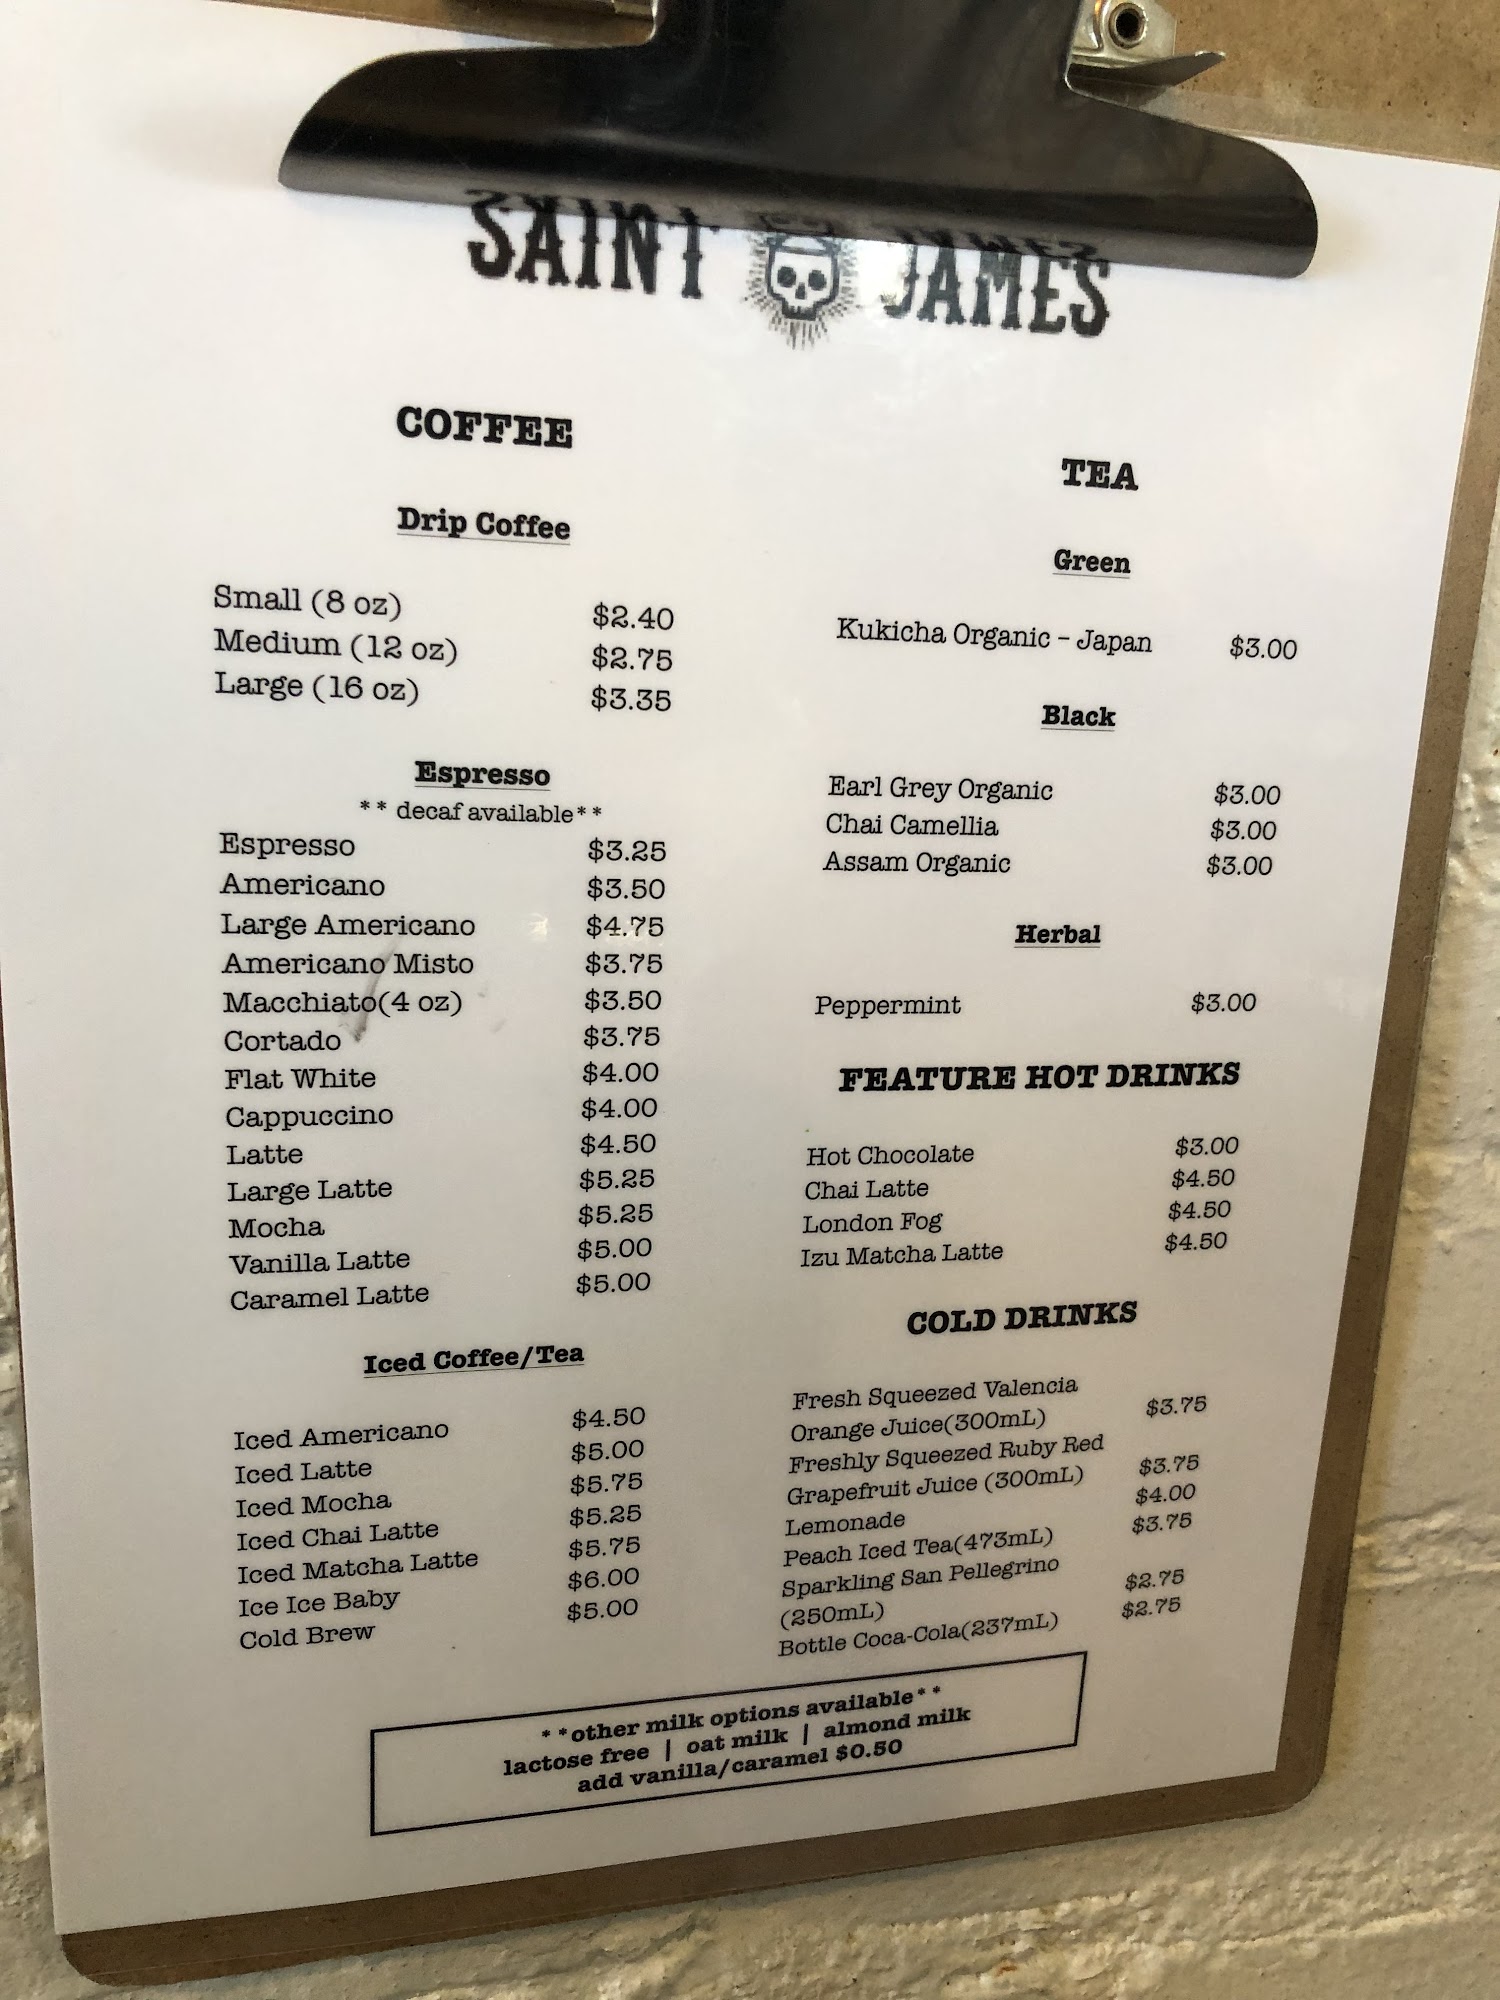 SAINT JAMES
COFFEE
Drip Coffee
Small (8 oz) $2.40
Medium (12 oz) $2.75
Large (16 oz) $3.35
Espresso
** decaf available**
Espresso $3.25
Americano $3.50
Large Americano $4.75
Americano Misto $3.75
Macchiato(4 oz) $3.50
Cortado $3.75
Flat White $4.00
Cappuccino $4.00
Latte $4.50
Large Latte $5.25
Mocha $5.25
Vanilla Latte $5.00
Caramel Latte $5.00
Iced Coffee/Tea
Iced Americano $4.50
Iced Latte $5.00
Iced Mocha $5.75
Iced Chai Latte $5.25
Iced Matcha Latte $5.75
Ice Ice Baby $6.00
Cold Brew $5.00
TEA
Green
Kukicha Organic - Japan $3.00
Black
Earl Grey Organic $3.00
Chai Camellia $3.00
Assam Organic $3.00
Herbal
Peppermint $3.00
FEATURE HOT DRINKS
Hot Chocolate $3.00
Chai Latte $4.50
London Fog $4.50
Izu Matcha Latte $4.50
COLD DRINKS
Fresh Squeezed Valencia
Orange Juice(300mL) $3.75
Freshly Squeezed Ruby Red
Grapefruit Juice (300mL) $3.75
Lemonade $4.00
Peach Iced Tea(473mL) $3.75
Sparkling San Pellegrino
(250mL) $2.75
Bottle Coca-Cola(237mL) $2.75
**other milk options available**
lactose free | oat milk | almond milk
add vanilla/caramel $0.50